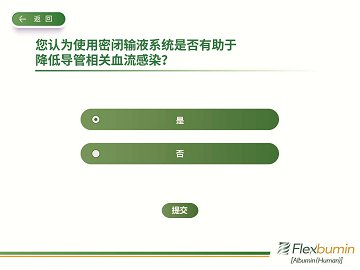 返 回
您认为使用密闭输液系统是否有助于
降低导管相关血流感染？
是
否
提交
Flexbumin
[Albumin (Human)]